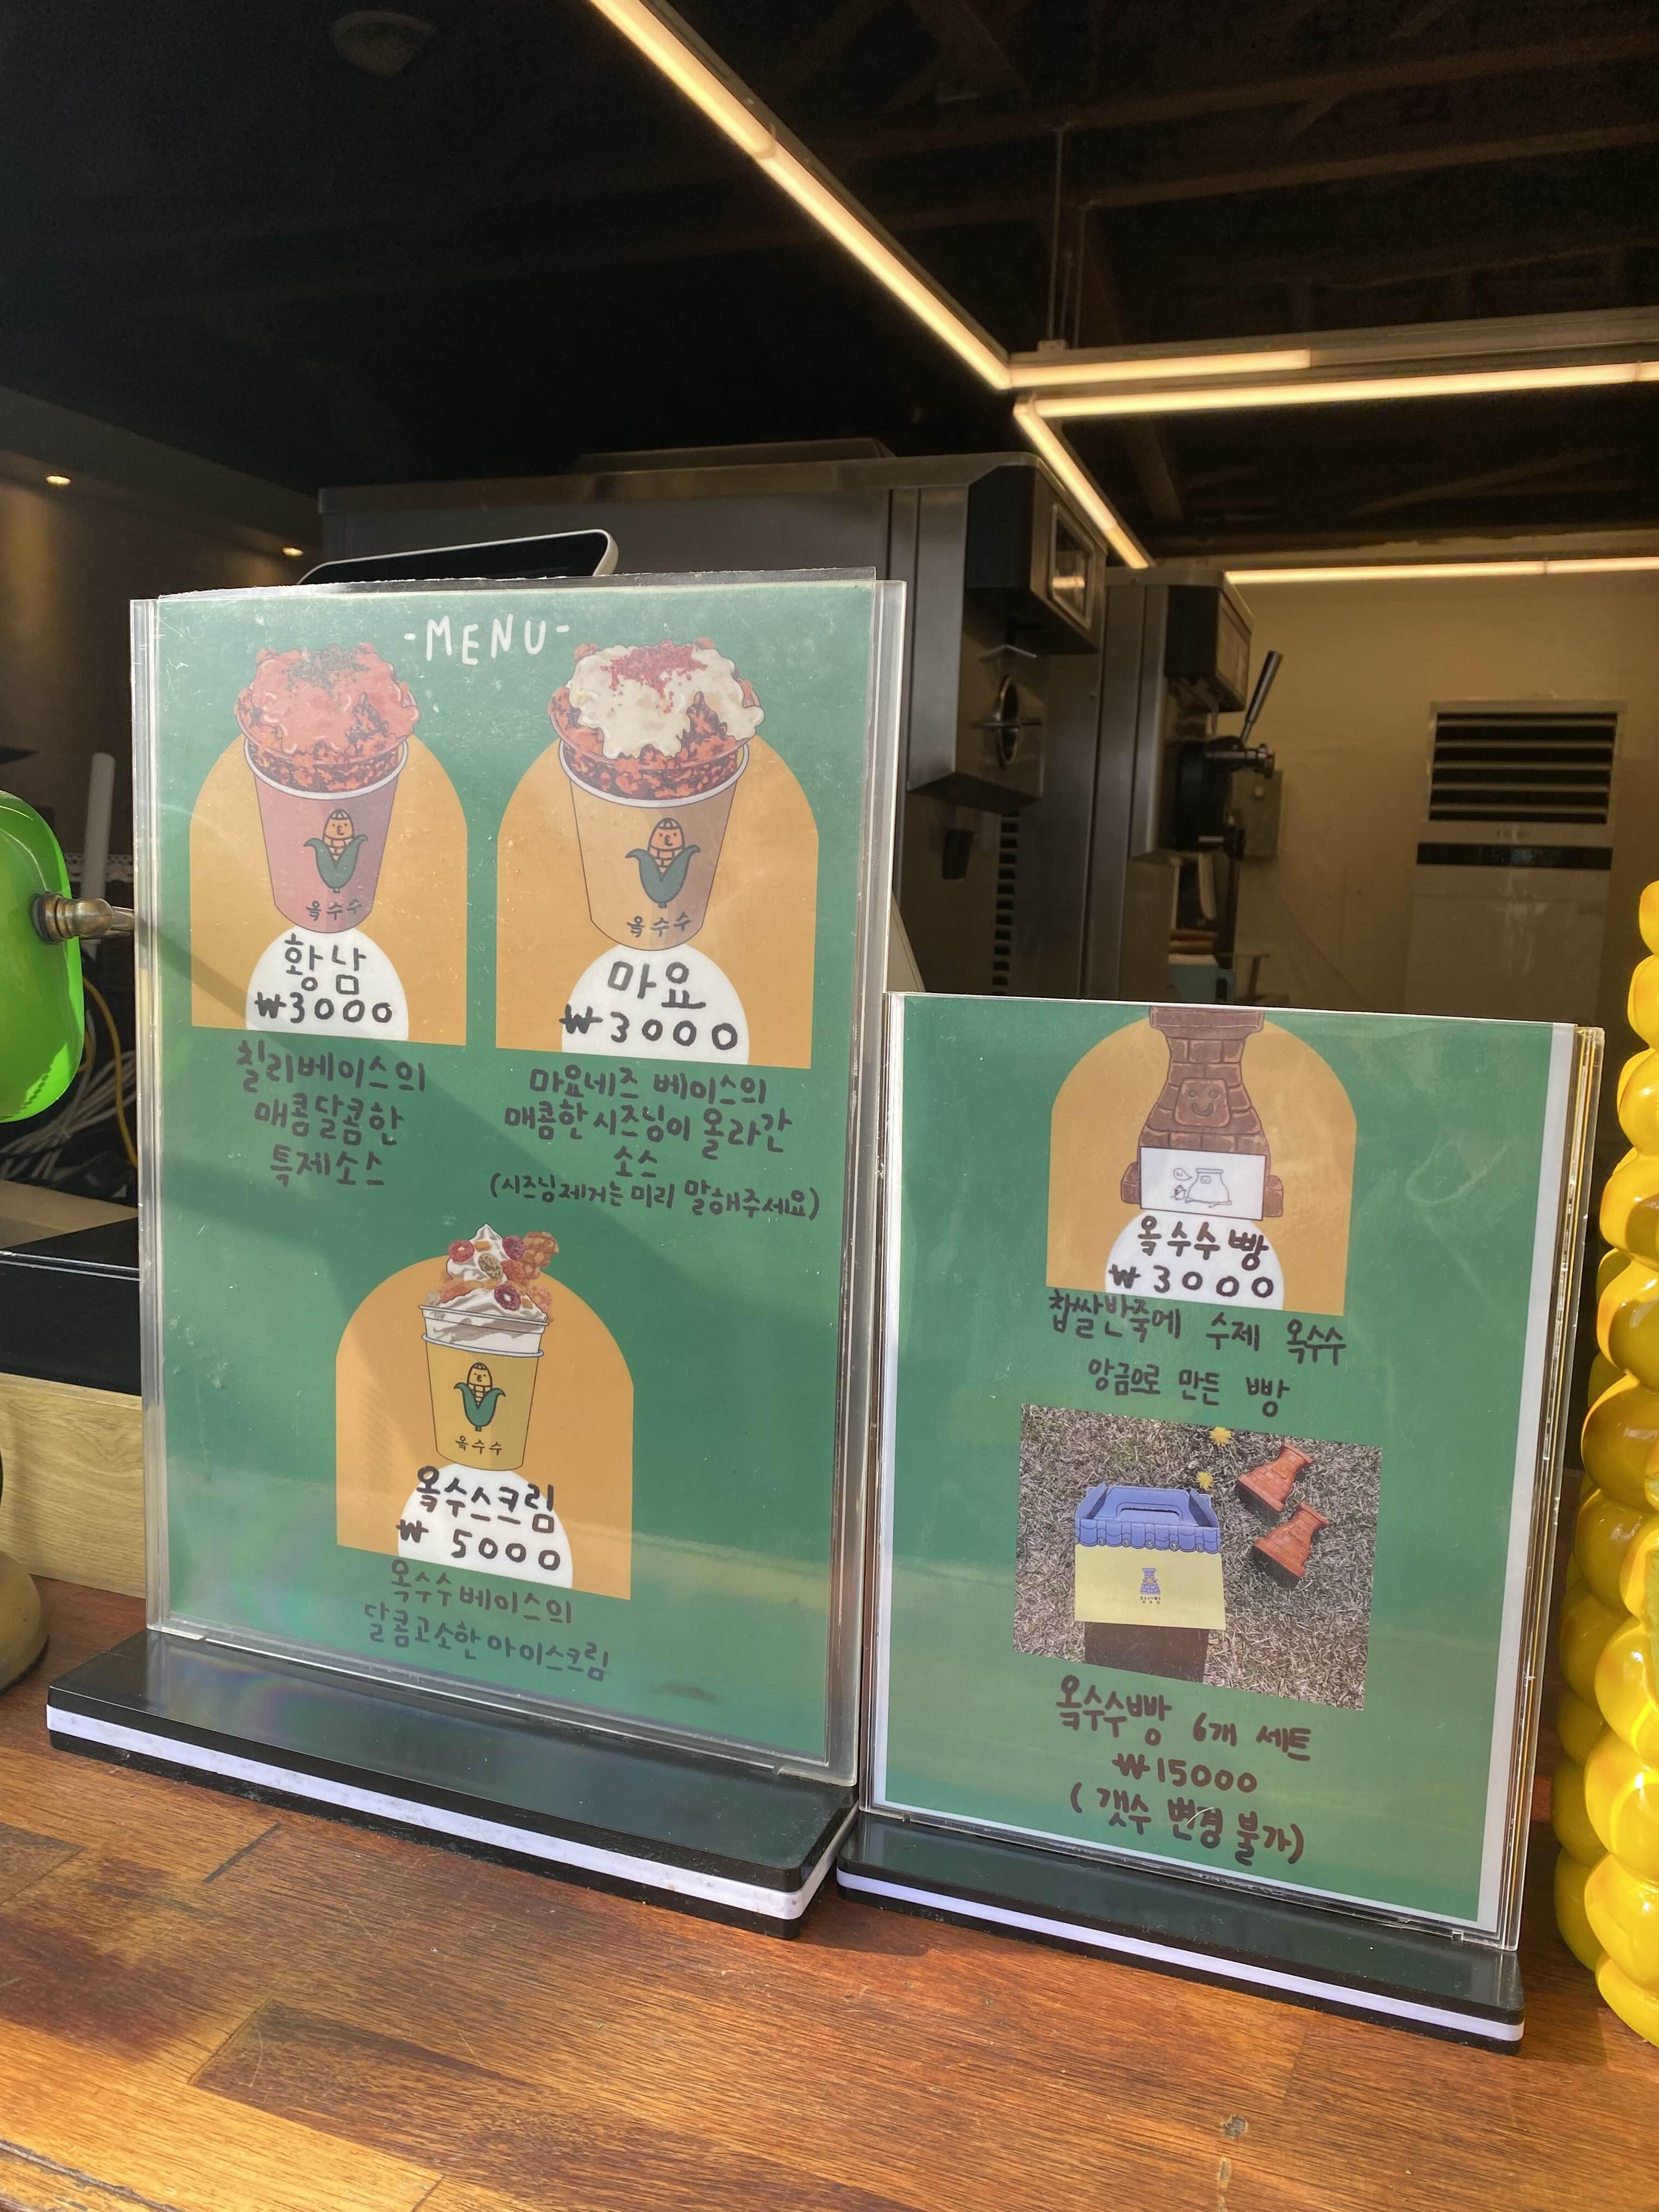 -MENU-
옥수수
황남
₩3000
칠리베이스의
매콤달콤한
특제소스
옥수수
마요
₩3000
마요네즈 베이스의
매콤한 시즈닝이 올라간
소스
(시즈닝제거는 미리 말해주세요)
옥수수
옥수스크림
₩ 5000
옥수수 베이스의
달콤고소한 아이스크림
옥수수빵
₩3000
찹쌀반죽에 수제 옥수수
앙금으로 만든 빵
옥수수빵 6개 세트
₩15000
(갯수 변경 불가)